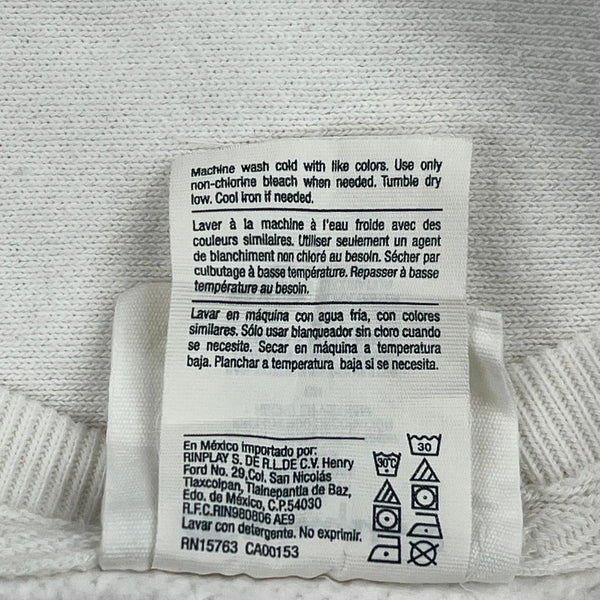 Machine wash cold with like colors. Use only
non-chlorine bleach when needed. Tumble dry
low. Cool iron if needed.
Laver à la machine à l'eau froide avec des
couleurs similaires. Utiliser seulement un agent
de blanchiment non chloré au besoin. Sécher par
culbutage à basse température. Repasser à basse
température au besoin.
Lavar en máquina con agua fría, con colores
similares. Sólo usar blanqueador sin cloro cuando
se necesite. Secar en máquina a temperatura
baja. Planchar a temperatura baja si se necesita.
En México importado por:
RINPLAY S. DE R.L.DE C.V. Henry
Ford No. 29,Col. San Nicolás
Tlaxcolpan, Tlalnepantla de Baz,
Edo. de México, C.P.54030
R.F.C.RIN980806 AE9
Lavar con detergente. No exprimir.
RN15763 CA00153
30°C
30